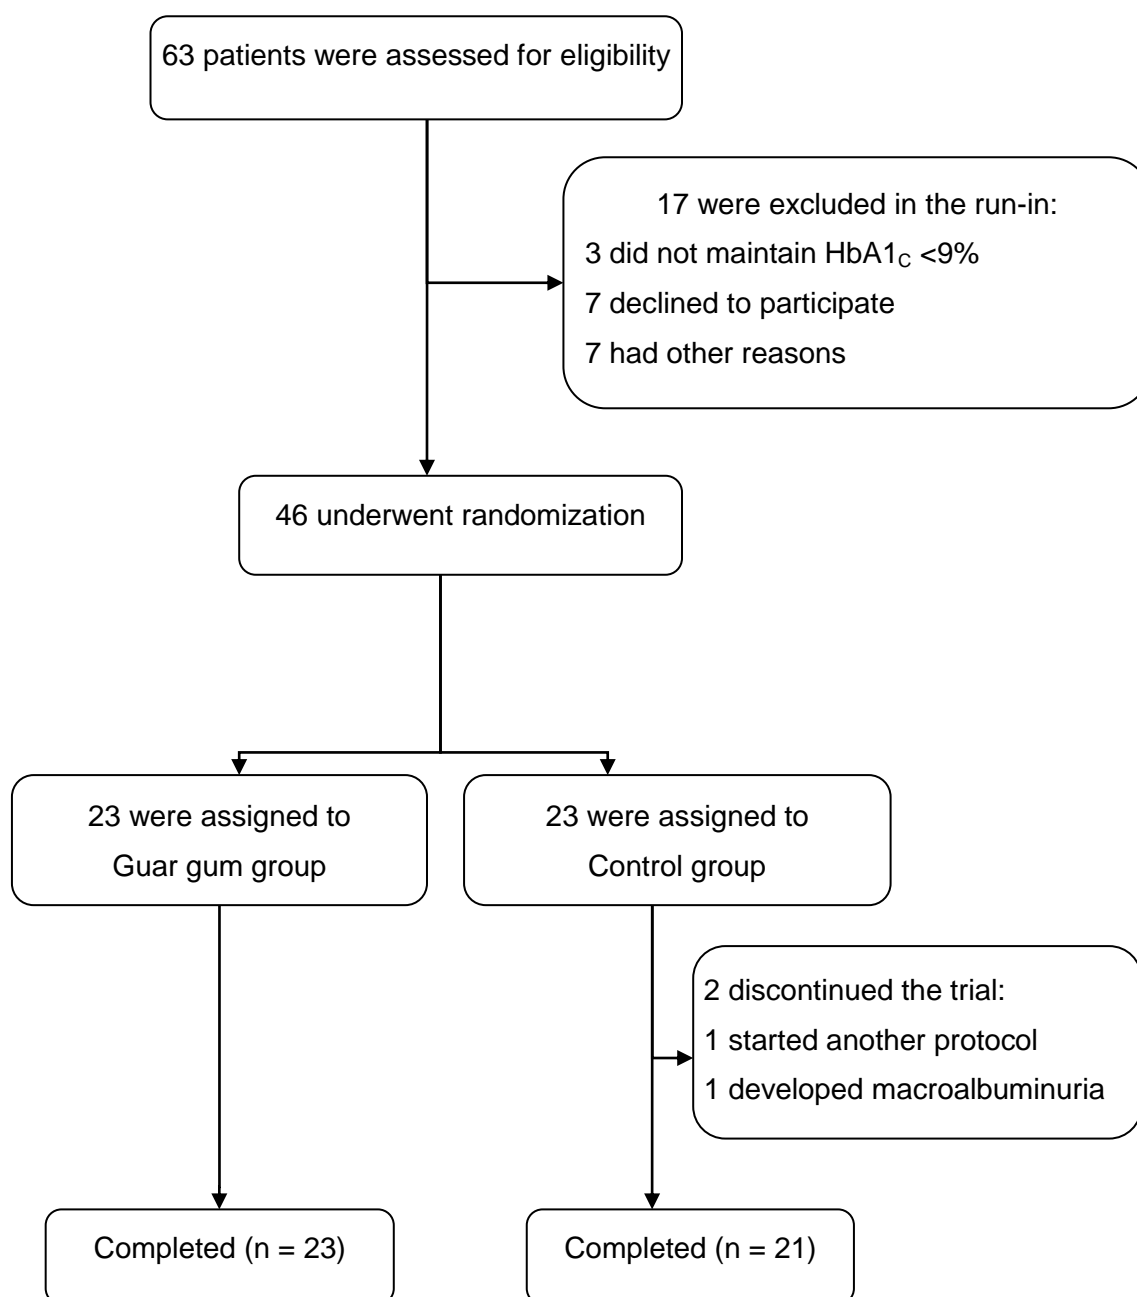 63 patients were assessed for eligibility
17 were excluded in the run-in:
3 did not maintain HbA1C <9%
7 declined to participate
7 had other reasons
46 underwent randomization
23 were assigned to
Guar gum group
23 were assigned to
Control group
2 discontinued the trial:
1 started another protocol
1 developed macroalbuminuria
Completed (n = 23)
Completed (n = 21)